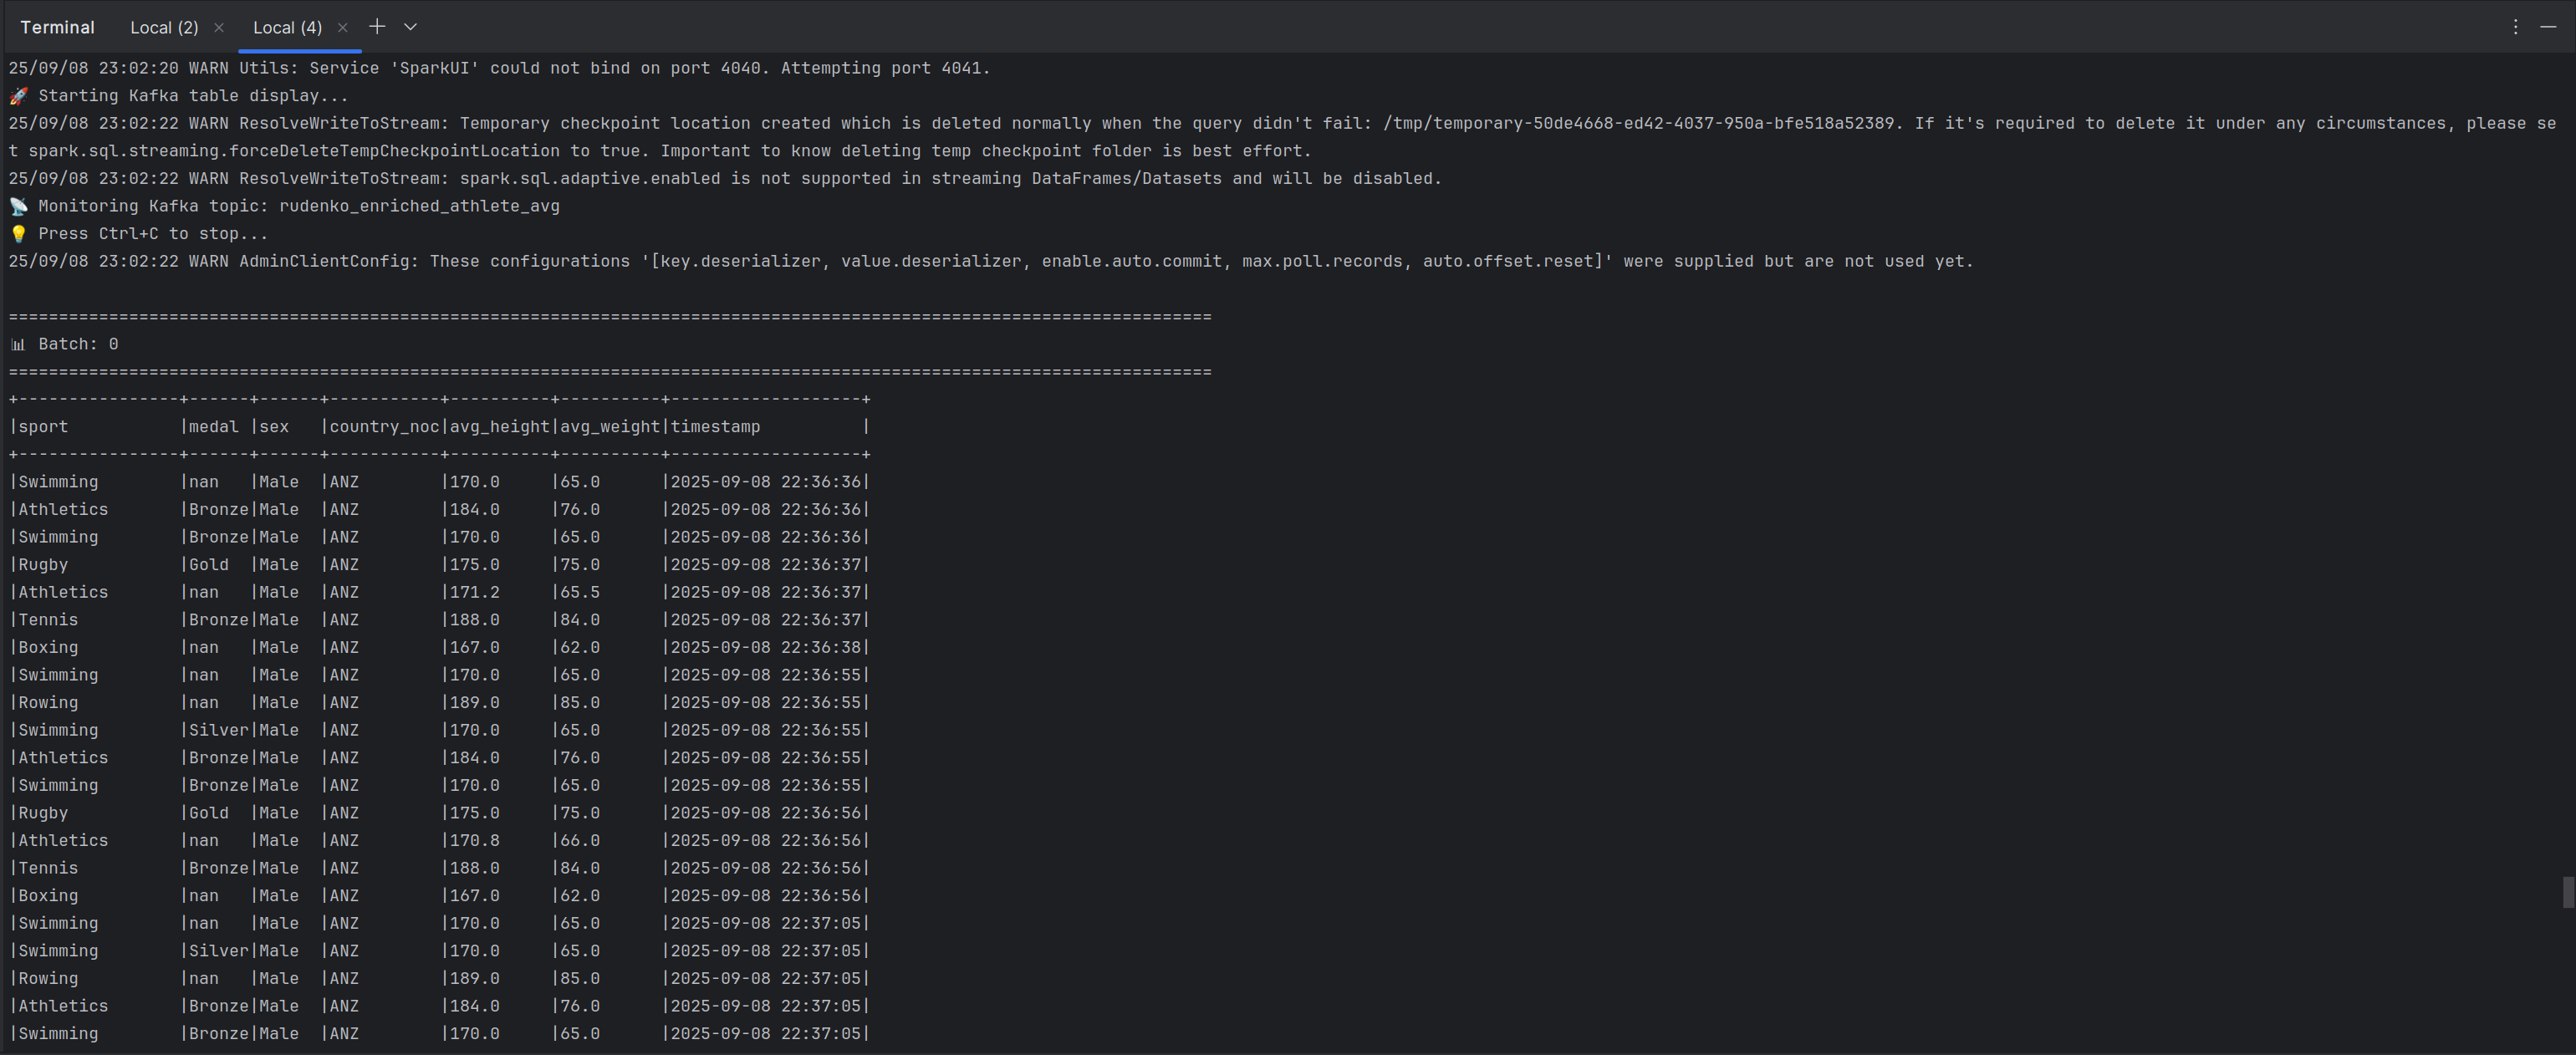 Terminal Local (2) × Local (4) ×
25/09/08 23:02:20 WARN Utils: Service 'SparkUI' could not bind on port 4040. Attempting port 4041.
🚀 Starting Kafka table display...
25/09/08 23:02:22 WARN ResolveWriteToStream: Temporary checkpoint location created which is deleted normally when the query didn't fail: /tmp/temporary-50de4668-ed42-4037-950a-bfe518a52389. If it's required to delete it under any circumstances, please se
t spark.sql.streaming.forceDeleteTempCheckpointLocation to true. Important to know deleting temp checkpoint folder is best effort.
25/09/08 23:02:22 WARN ResolveWriteToStream: spark.sql.adaptive.enabled is not supported in streaming DataFrames/Datasets and will be disabled.
📡 Monitoring Kafka topic: rudenko_enriched_athlete_avg
💡 Press Ctrl+C to stop...
25/09/08 23:02:22 WARN AdminClientConfig: These configurations '[key.deserializer, value.deserializer, enable.auto.commit, max.poll.records, auto.offset.reset]' were supplied but are not used yet.
========================================================================================================================
📊 Batch: 0
========================================================================================================================
+----------------+------+------+-----------+----------+----------+-------------------+
|sport           |medal |sex   |country_noc|avg_height|avg_weight|timestamp          |
+----------------+------+------+-----------+----------+----------+-------------------+
|Swimming        |nan   |Male  |ANZ        |170.0     |65.0      |2025-09-08 22:36:36|
|Athletics       |Bronze|Male  |ANZ        |184.0     |76.0      |2025-09-08 22:36:36|
|Swimming        |Bronze|Male  |ANZ        |170.0     |65.0      |2025-09-08 22:36:36|
|Rugby           |Gold  |Male  |ANZ        |175.0     |75.0      |2025-09-08 22:36:37|
|Athletics       |nan   |Male  |ANZ        |171.2     |65.5      |2025-09-08 22:36:37|
|Tennis          |Bronze|Male  |ANZ        |188.0     |84.0      |2025-09-08 22:36:37|
|Boxing          |nan   |Male  |ANZ        |167.0     |62.0      |2025-09-08 22:36:38|
|Swimming        |nan   |Male  |ANZ        |170.0     |65.0      |2025-09-08 22:36:55|
|Rowing          |nan   |Male  |ANZ        |189.0     |85.0      |2025-09-08 22:36:55|
|Swimming        |Silver|Male  |ANZ        |170.0     |65.0      |2025-09-08 22:36:55|
|Athletics       |Bronze|Male  |ANZ        |184.0     |76.0      |2025-09-08 22:36:55|
|Swimming        |Bronze|Male  |ANZ        |170.0     |65.0      |2025-09-08 22:36:55|
|Rugby           |Gold  |Male  |ANZ        |175.0     |75.0      |2025-09-08 22:36:56|
|Athletics       |nan   |Male  |ANZ        |170.8     |66.0      |2025-09-08 22:36:56|
|Tennis          |Bronze|Male  |ANZ        |188.0     |84.0      |2025-09-08 22:36:56|
|Boxing          |nan   |Male  |ANZ        |167.0     |62.0      |2025-09-08 22:36:56|
|Swimming        |nan   |Male  |ANZ        |170.0     |65.0      |2025-09-08 22:37:05|
|Swimming        |Silver|Male  |ANZ        |170.0     |65.0      |2025-09-08 22:37:05|
|Rowing          |nan   |Male  |ANZ        |189.0     |85.0      |2025-09-08 22:37:05|
|Athletics       |Bronze|Male  |ANZ        |184.0     |76.0      |2025-09-08 22:37:05|
|Swimming        |Bronze|Male  |ANZ        |170.0     |65.0      |2025-09-08 22:37:05|